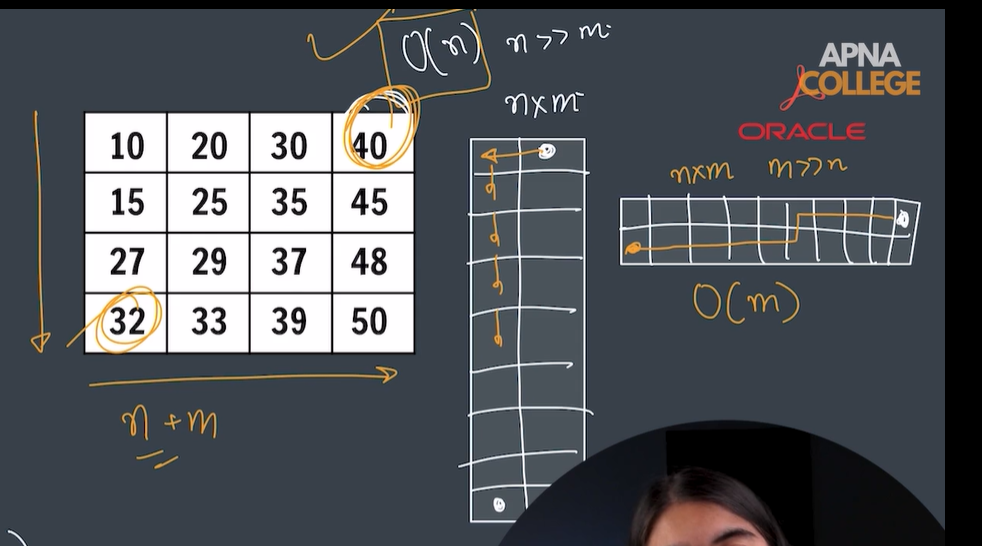 O(n) n >> m
n x m
APNA
COLLEGE
ORACLE
n x m m >> n
10 20 30 40
15 25 35 45
27 29 37 48
32 33 39 50
O(m)
n + m